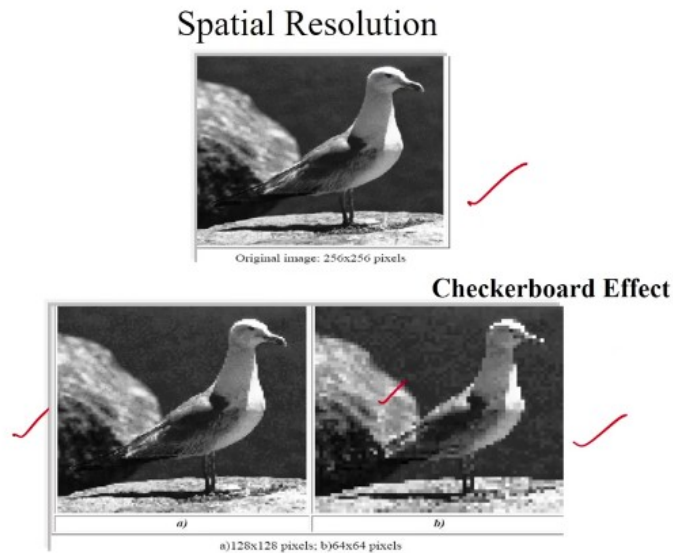 Spatial Resolution
Original image: 256x256 pixels
Checkerboard Effect
a)
b)
a)128x128 pixels; b)64x64 pixels